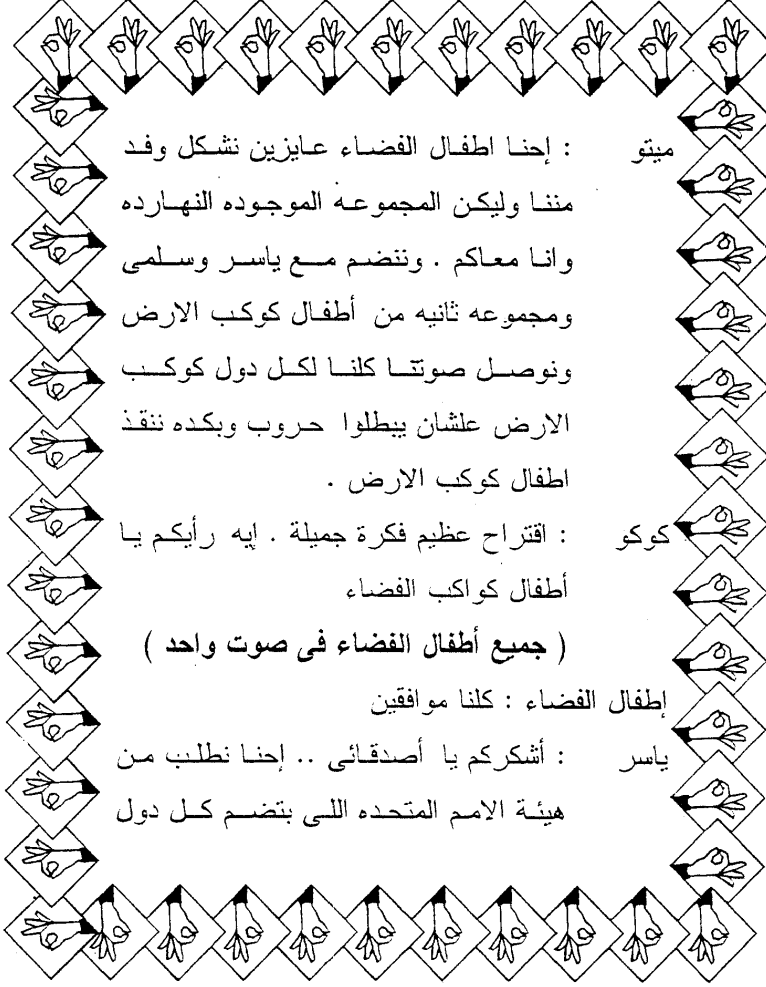 ميتو : إحنا اطفال الفضاء عايزين نشكل وفد
مننا وليكن المجموعه الموجوده النهارده
وانا معاكم . وننضم مع ياسر وسلمى
ومجموعه ثانيه من أطفال كوكب الارض
ونوصل صوتنا كلنا لكل دول كوكب
الارض علشان يبطلوا حروب وبكده ننقذ
اطفال كوكب الارض .
كوكو : اقتراح عظيم فكرة جميلة . إيه رأيكم يا
أطفال كواكب الفضاء
( جميع أطفال الفضاء فى صوت واحد )
إطفال الفضاء : كلنا موافقين
ياسر : أشكركم يا أصدقائى .. إحنا نطلب من
هيئة الامم المتحده اللى بتضم كل دول